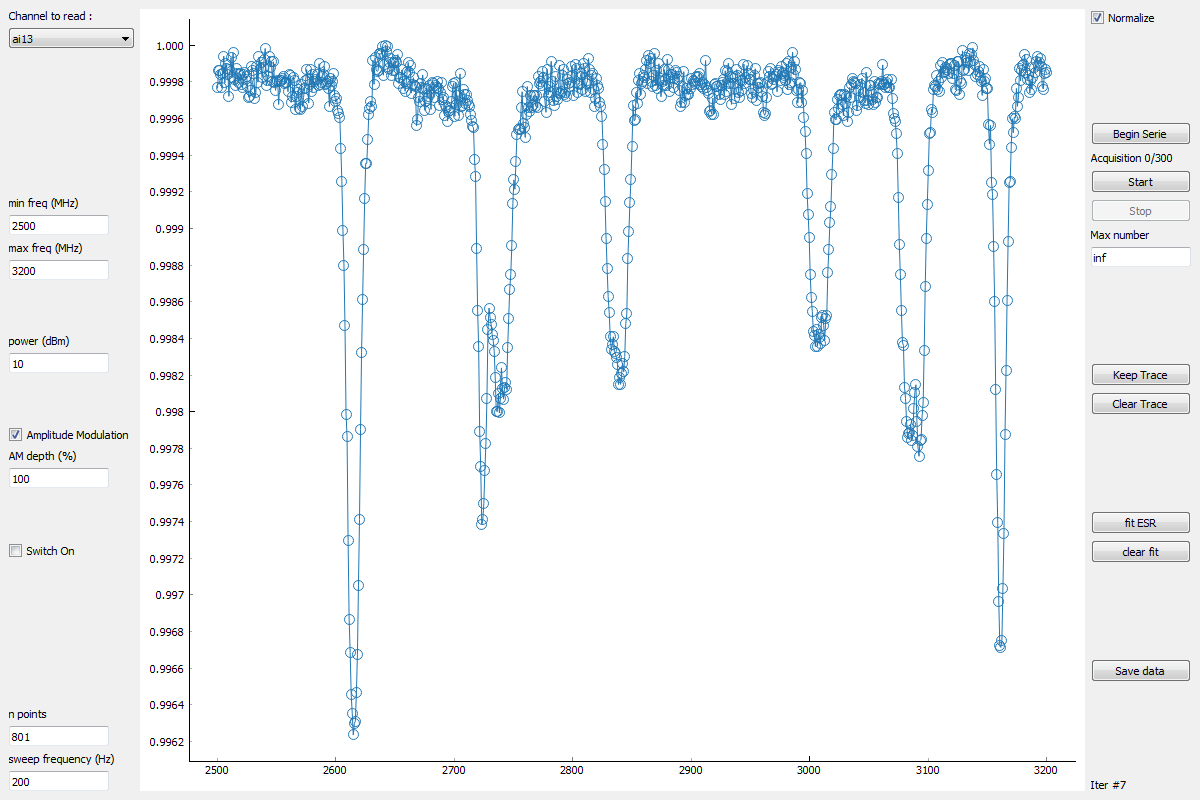 Channel to read :
ai13
min freq (MHz)
2500
max freq (MHz)
3200
power (dBm)
10
Amplitude Modulation
AM depth (%)
100
Switch On
n points
801
sweep frequency (Hz)
200
1.000
0.9998
0.9996
0.9994
0.9992
0.999
0.9988
0.9986
0.9984
0.9982
0.998
0.9978
0.9976
0.9974
0.9972
0.997
0.9968
0.9966
0.9964
0.9962
2500 2600 2700 2800 2900 3000 3100 3200
Normalize
Begin Serie
Acquisition 0/300
Start
Stop
Max number
inf
Keep Trace
Clear Trace
fit ESR
clear fit
Save data
Iter #7